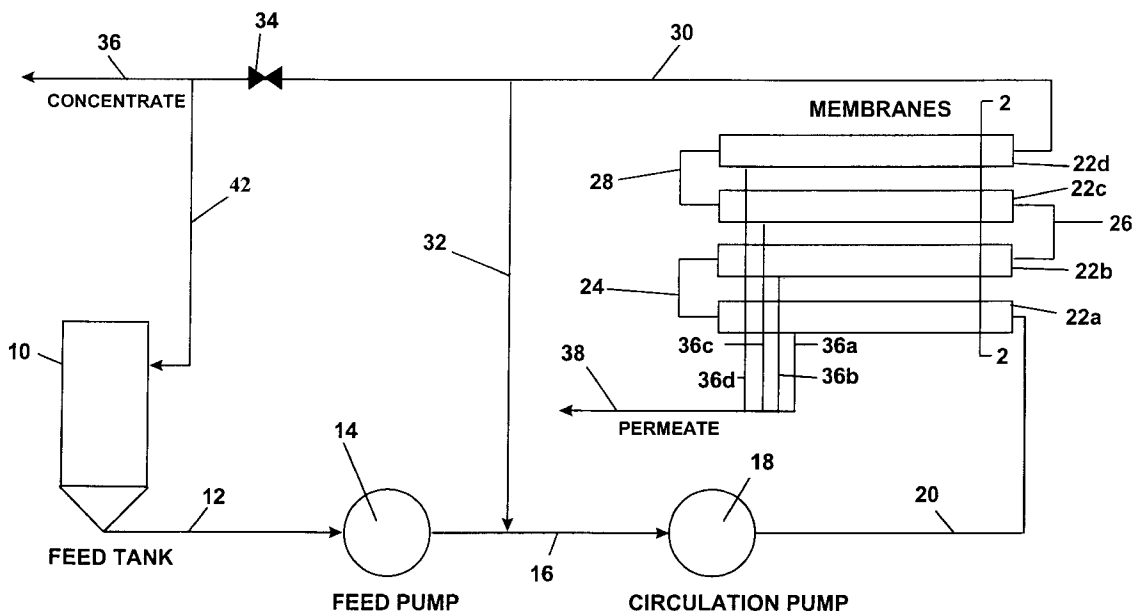 36
34
30
CONCENTRATE
MEMBRANES
2
22d
28
22c
42
26
32
22b
24
22a
10
36c
36a
2
38
36d
36b
PERMEATE
14
18
12
20
FEED TANK
16
FEED PUMP
CIRCULATION PUMP